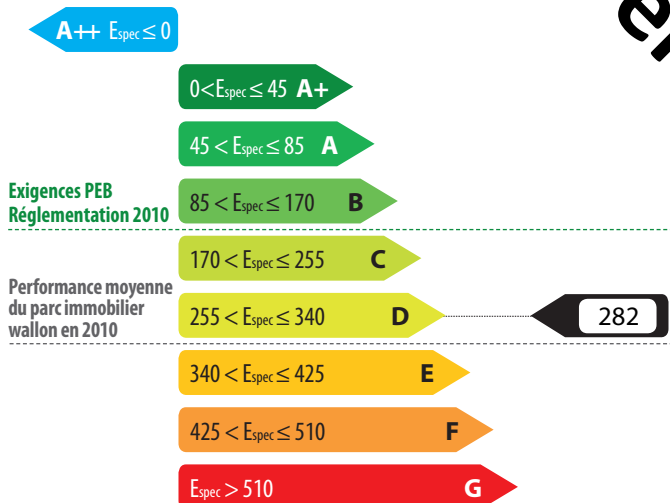 A++ Espec ≤ 0
0<Espec ≤ 45 A+
45 < Espec ≤ 85 A
Exigences PEB
Réglementation 2010
85 < Espec ≤ 170 B
170 < Espec ≤ 255 C
Performance moyenne
du parc immobilier
wallon en 2010
255 < Espec ≤ 340 D
282
340 < Espec ≤ 425 E
425 < Espec ≤ 510 F
Espec > 510 G